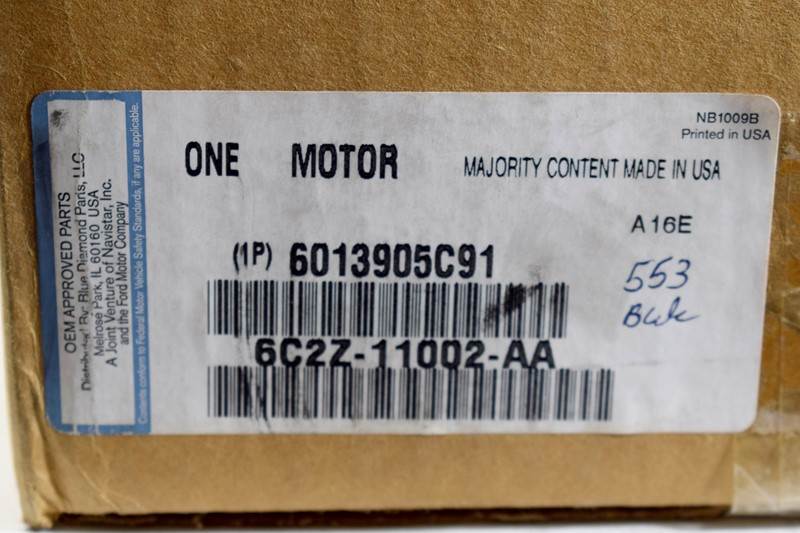 NB1009B
Printed in USA
ONE MOTOR
MAJORITY CONTENT MADE IN USA
A16E
(1P) 6013905C91
553
6C2Z-11002-AA
OEM APPROVED PARTS
Distributed By: Blue Diamond Parts, LLC
Melrose Park, IL 60160 USA
A Joint Venture of Navistar, Inc.
and the Ford Motor Company
Contents conform to Federal Motor Vehicle Safety Standards, if any are applicable.